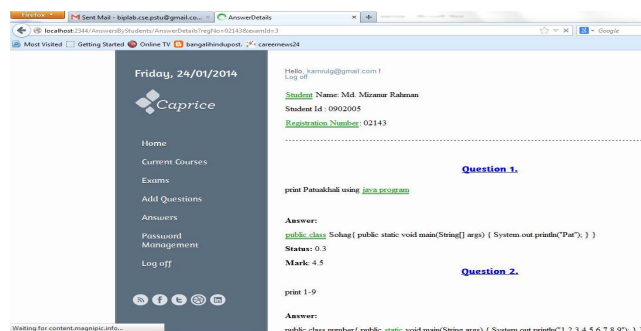 Firefox
Sent Mail - biplab.cse.pstu@gmail.co...
AnswerDetails
localhost:2344/AnswersByStudents/AnswerDetails?regNo=02143&examId=3
Google
Most Visited
Getting Started
Online TV
bangalihindupost.
careernews24
Friday, 24/01/2014
Caprice
Home
Current Courses
Exams
Add Questions
Answers
Password
Management
Log off
Hello, kamrulg@gmail.com !
Log off
Student Name: Md. Mizanur Rahman
Student Id : 0902005
Registration Number: 02143
Question 1.
print Patuakhali using java program
Answer:
public class Sohag{ public static void main(String[] args) { System.out.println("Pat"); } }
Status: 0.3
Mark: 4.5
Question 2.
print 1-9
Answer:
public class number{ public static void main(String args) { System.out.println("1 2 3 4 5 6 7 8 9"); }
Waiting for content.magnipic.info...